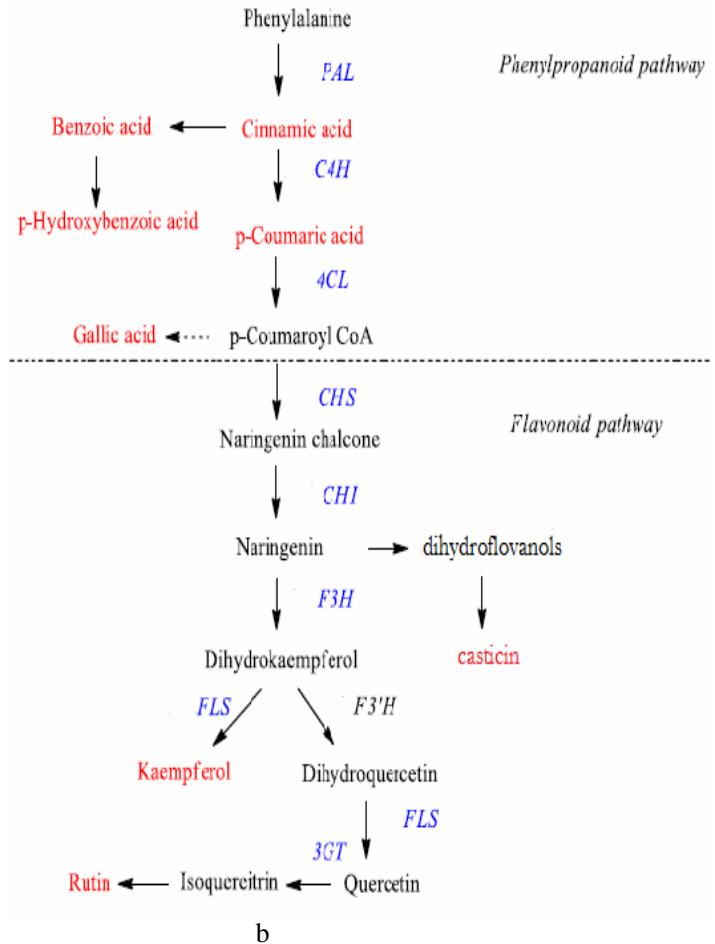 Phenylalanine
PAL
Phenylpropanoid pathway
Benzoic acid
Cinnamic acid
C4H
p-Hydroxybenzoic acid
p-Coumaric acid
4CL
Gallic acid
p-Coumaroyl CoA
CHS
Flavonoid pathway
Naringenin chalcone
CHI
Naringenin
dihydroflovanols
F3H
Dihydrokaempferol
casticin
FLS
F3'H
Kaempferol
Dihydroquercetin
FLS
3GT
Rutin
Isoquercitrin
Quercetin
b